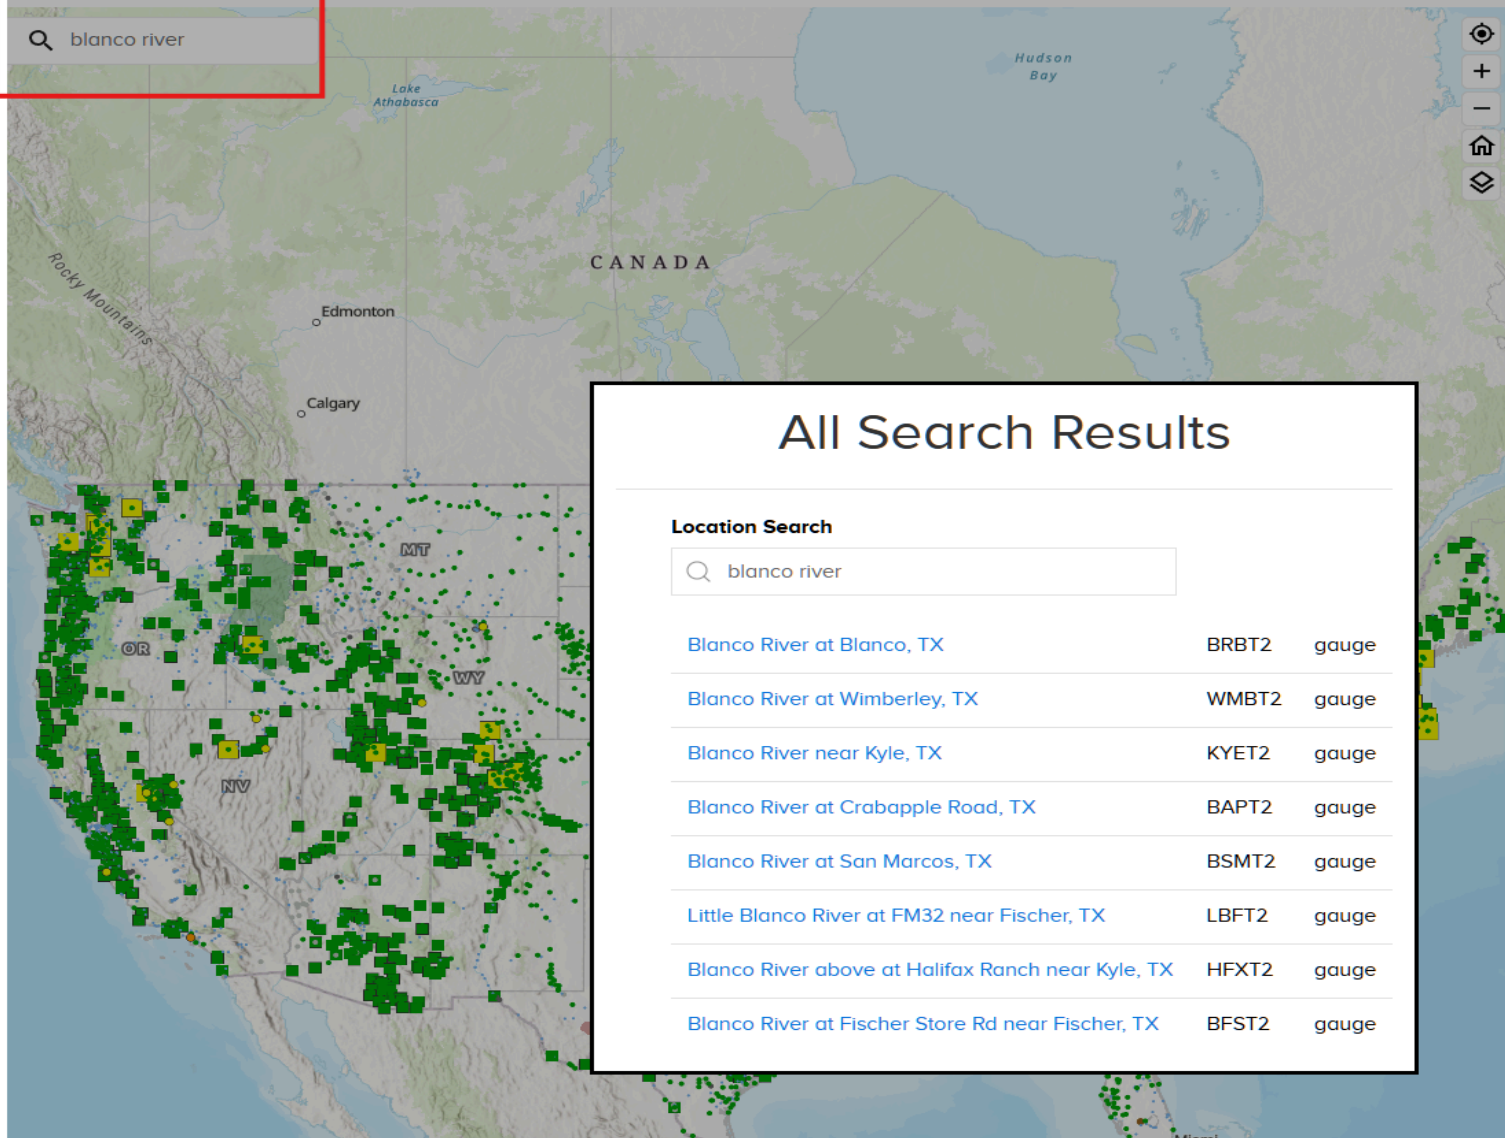 blanco river
Hudson
Bay
Lake
Athabasca
CANADA
Rocky Mountains
Edmonton
Calgary
All Search Results
Location Search
blanco river
Blanco River at Blanco, TX BRBT2 gauge
Blanco River at Wimberley, TX WMBT2 gauge
Blanco River near Kyle, TX KYET2 gauge
Blanco River at Crabapple Road, TX BAPT2 gauge
Blanco River at San Marcos, TX BSMT2 gauge
Little Blanco River at FM32 near Fischer, TX LBFT2 gauge
Blanco River above at Halifax Ranch near Kyle, TX HFXT2 gauge
Blanco River at Fischer Store Rd near Fischer, TX BFST2 gauge
MT
OR
WY
NV
Miami